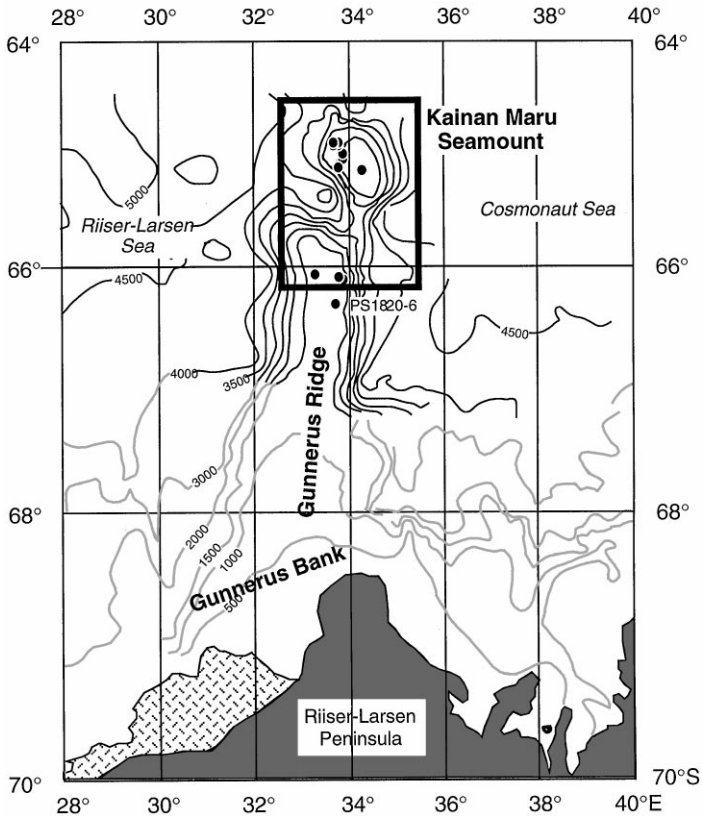 28° 30° 32° 34° 36° 38° 40°
64° 64°
Kainan Maru
Seamount
5000
Riiser-Larsen
Sea
Cosmonaut Sea
66° 66°
4500
PS1820-6
4500
4000
3500
Gunnerus Ridge
3000
68° 68°
2000
1500
1000
Gunnerus Bank
500
Riiser-Larsen
Peninsula
70° 70°S
28° 30° 32° 34° 36° 38° 40°E